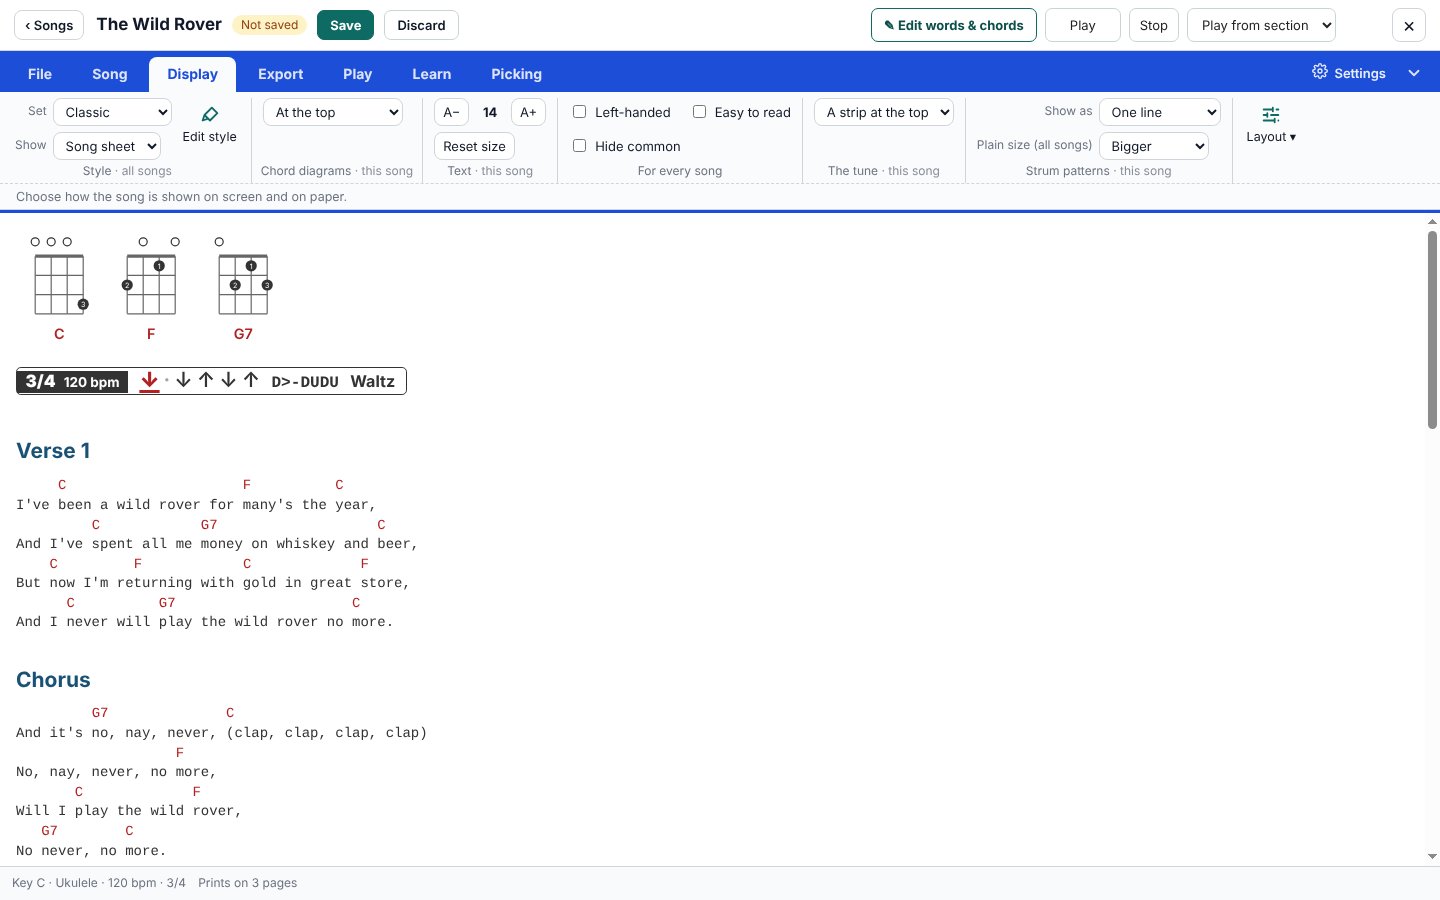 ‹ Songs The Wild Rover Not saved Save Discard ✎ Edit words & chords Play Stop Play from section ✕
File Song Display Export Play Learn Picking Settings
Set Classic Edit style At the top A− 14 A+ Left-handed Easy to read A strip at the top Show as One line Layout ▾
Show Song sheet Reset size Hide common Plain size (all songs) Bigger
Style · all songs Chord diagrams · this song Text · this song For every song The tune · this song Strum patterns · this song
Choose how the song is shown on screen and on paper.
1 1
2 2 3
3
C F G7
3/4 120 bpm ↓ · ↓ ↑ ↓ ↑ D>-DUDU Waltz
Verse 1
C F C
I've been a wild rover for many's the year,
C G7 C
And I've spent all me money on whiskey and beer,
C F C F
But now I'm returning with gold in great store,
C G7 C
And I never will play the wild rover no more.
Chorus
G7 C
And it's no, nay, never, (clap, clap, clap, clap)
F
No, nay, never, no more,
C F
Will I play the wild rover,
G7 C
No never, no more.
Key C · Ukulele · 120 bpm · 3/4 Prints on 3 pages